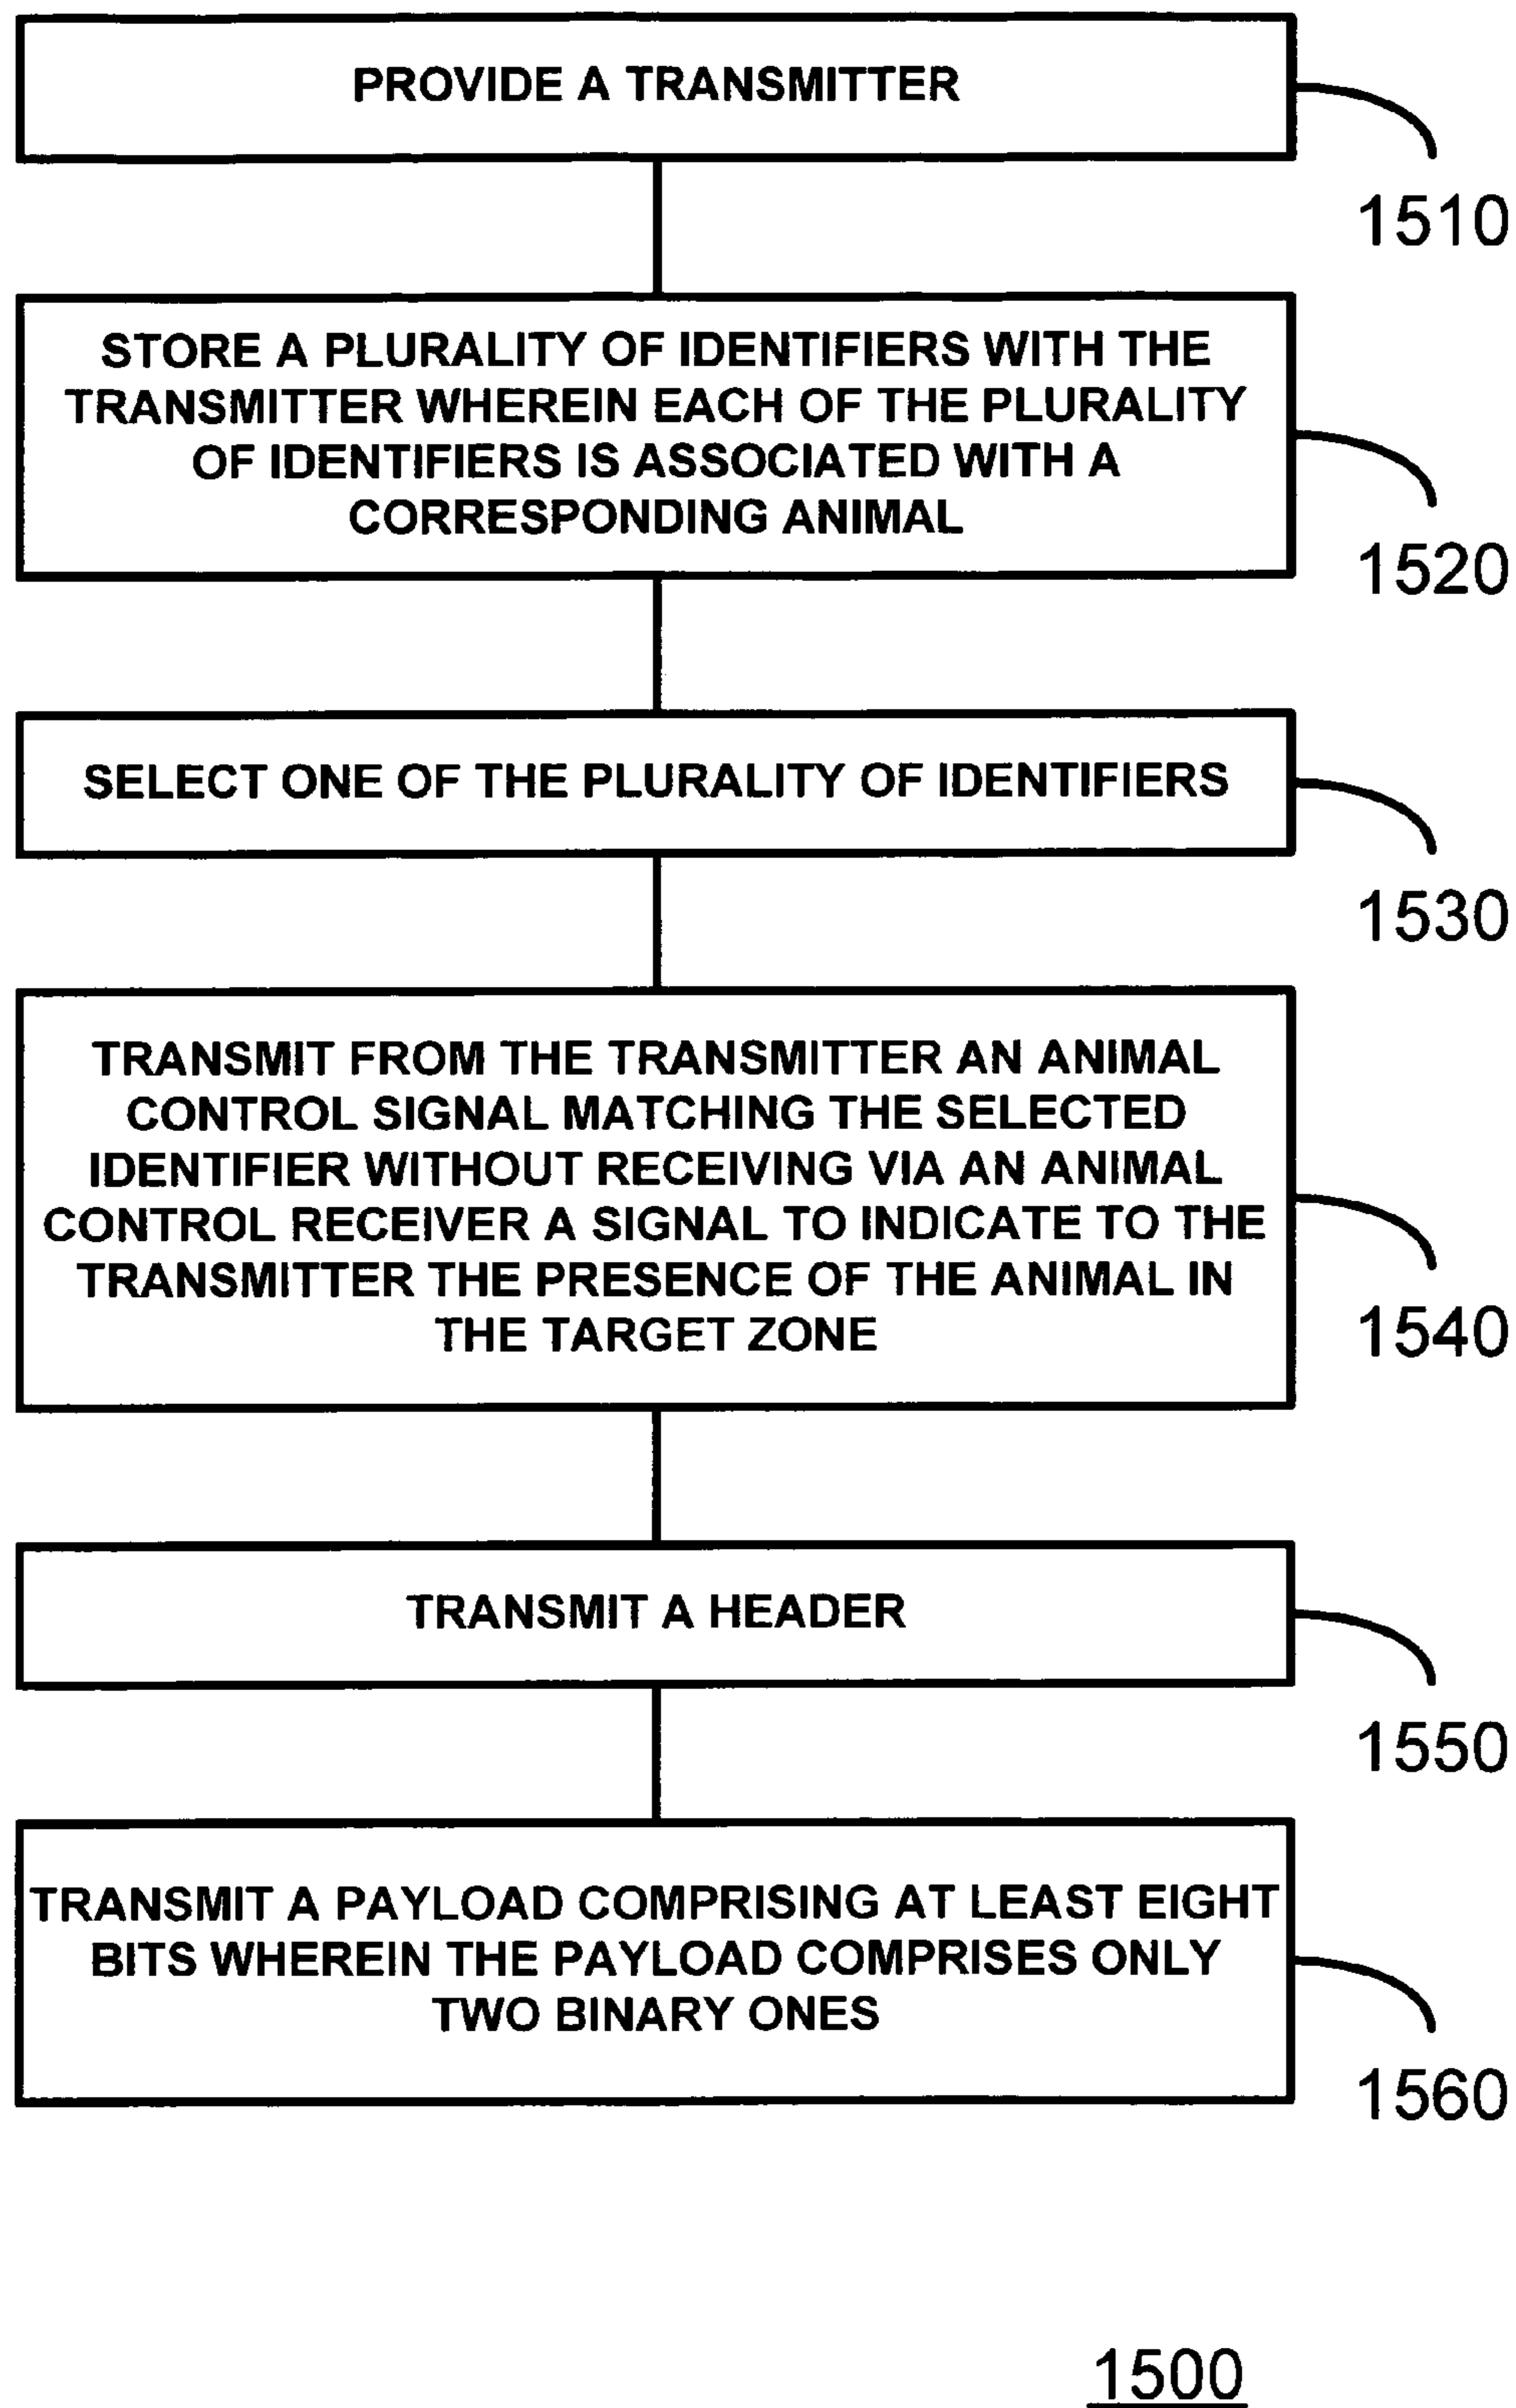 PROVIDE A TRANSMITTER
1510
STORE A PLURALITY OF IDENTIFIERS WITH THE
TRANSMITTER WHEREIN EACH OF THE PLURALITY
OF IDENTIFIERS IS ASSOCIATED WITH A
CORRESPONDING ANIMAL
1520
SELECT ONE OF THE PLURALITY OF IDENTIFIERS
1530
TRANSMIT FROM THE TRANSMITTER AN ANIMAL
CONTROL SIGNAL MATCHING THE SELECTED
IDENTIFIER WITHOUT RECEIVING VIA AN ANIMAL
CONTROL RECEIVER A SIGNAL TO INDICATE TO THE
TRANSMITTER THE PRESENCE OF THE ANIMAL IN
THE TARGET ZONE
1540
TRANSMIT A HEADER
1550
TRANSMIT A PAYLOAD COMPRISING AT LEAST EIGHT
BITS WHEREIN THE PAYLOAD COMPRISES ONLY
TWO BINARY ONES
1560
1500